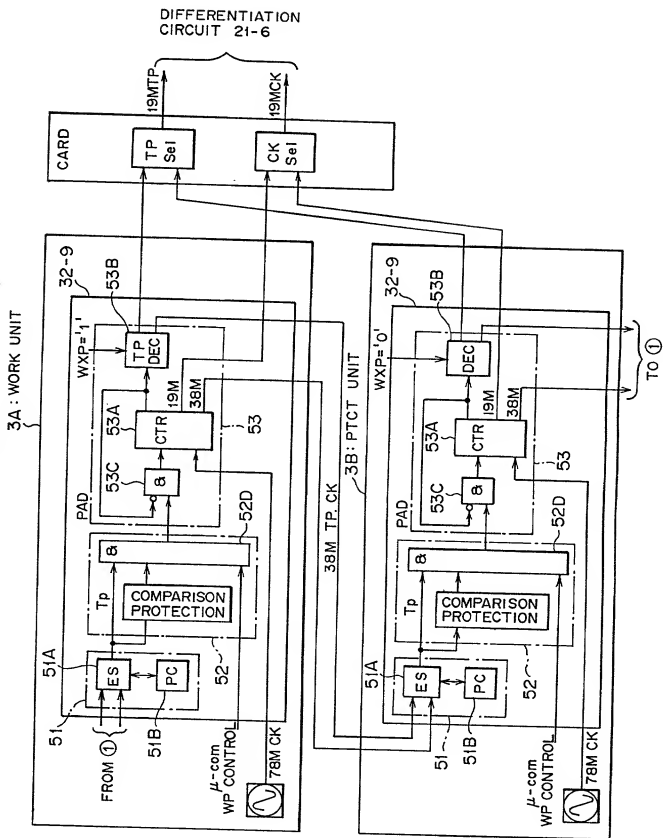 DIFFERENTIATION
CIRCUIT 21-6
19MTP
19MCK
CARD
TP
Sel
CK
Sel
3A: WORK UNIT
32-9
53B
WXP='1'
TP
DEC
53A
19M
38M
CTR
53
53C
&
PAD
52D
&
Tp
COMPARISON
PROTECTION
52
51A
ES
PC
51
51B
FROM ①
μ-com
WP CONTROL
78M CK
38M TP. CK
3B: PTCT UNIT
32-9
53B
WXP='0'
DEC
53A
19M
38M
CTR
53
53C
&
PAD
52D
&
Tp
COMPARISON
PROTECTION
52
51A
ES
PC
51
51B
μ-com
WP CONTROL
78M CK
TO ①